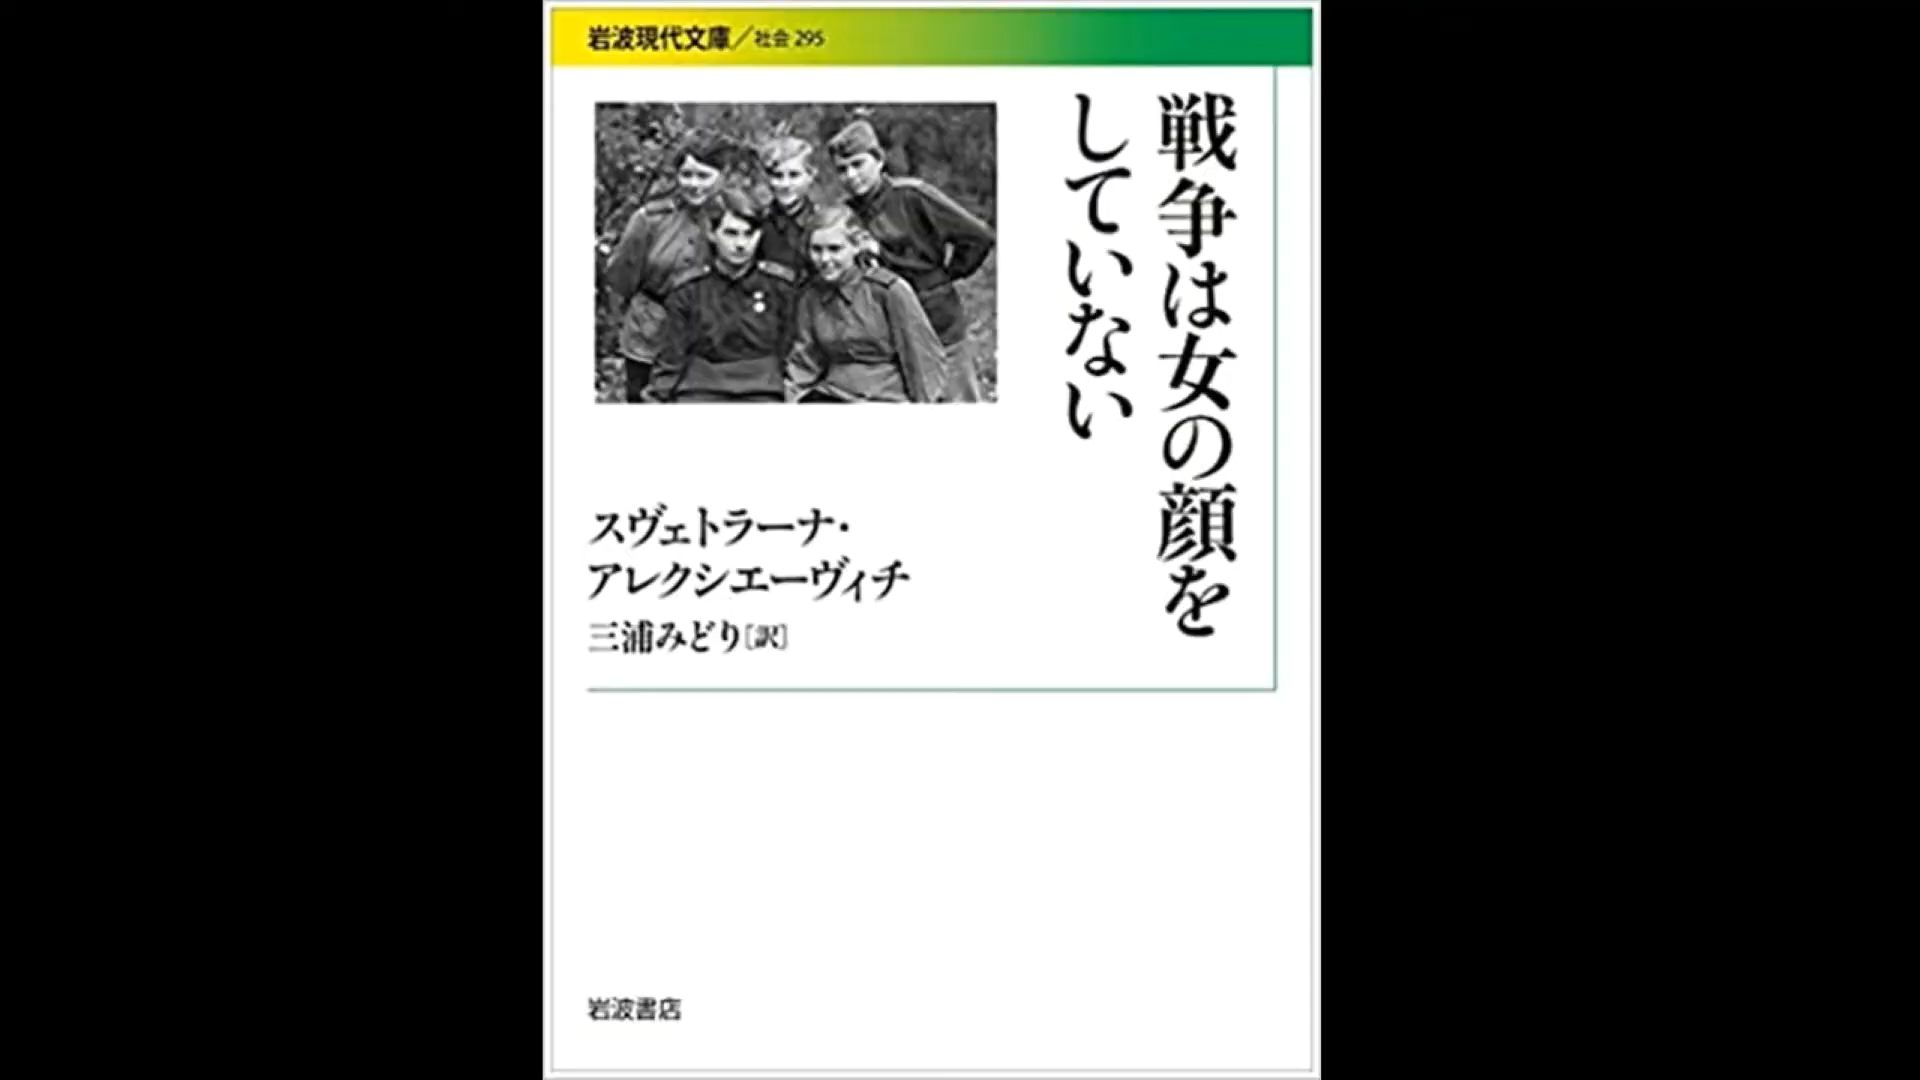 岩波現代文庫／社会 295
戦争は女の顔を
していない
スヴェトラーナ・
アレクシエーヴィチ
三浦みどり［訳］
岩波書店